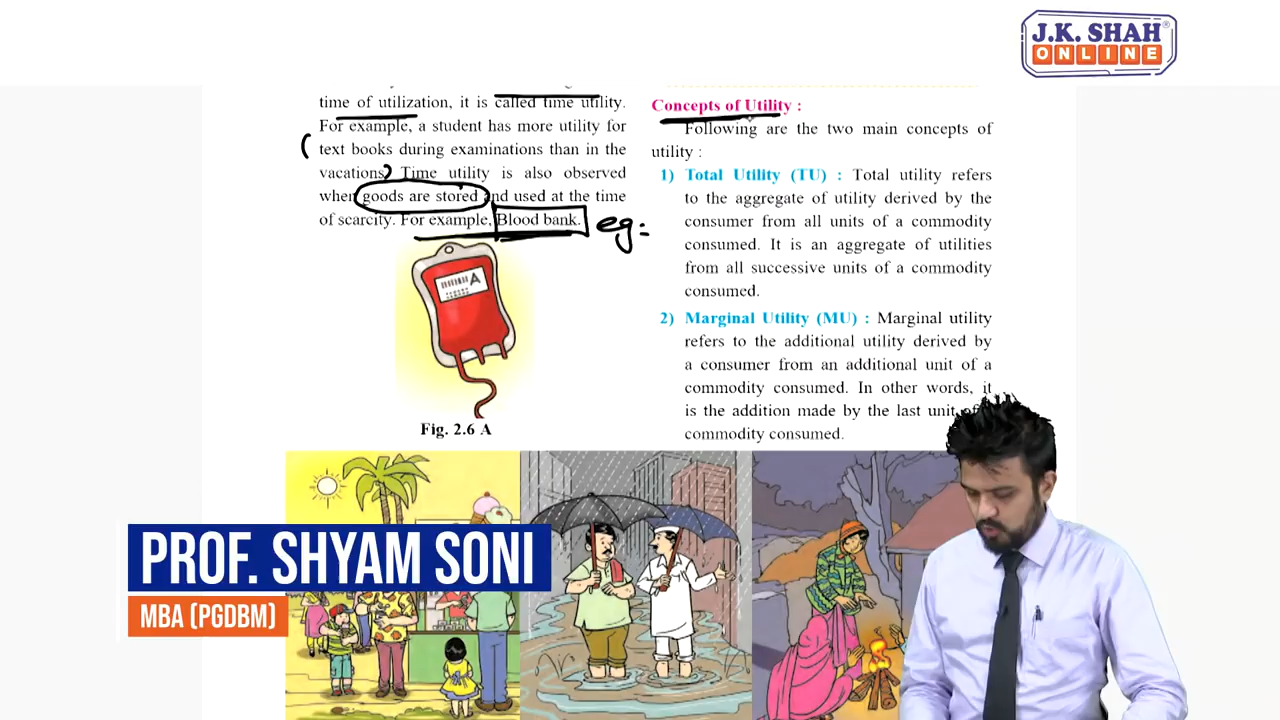 J.K. SHAH®
ONLINE
time of utilization, it is called time utility.
For example, a student has more utility for
text books during examinations than in the
vacations. Time utility is also observed
when goods are stored and used at the time
of scarcity. For example, Blood bank.
eg:
A
Fig. 2.6 A
Concepts of Utility :
Following are the two main concepts of
utility :
1) Total Utility (TU) : Total utility refers
to the aggregate of utility derived by the
consumer from all units of a commodity
consumed. It is an aggregate of utilities
from all successive units of a commodity
consumed.
2) Marginal Utility (MU) : Marginal utility
refers to the additional utility derived by
a consumer from an additional unit of a
commodity consumed. In other words, it
is the addition made by the last unit
commodity consumed.
PROF. SHYAM SONI
MBA (PGDBM)